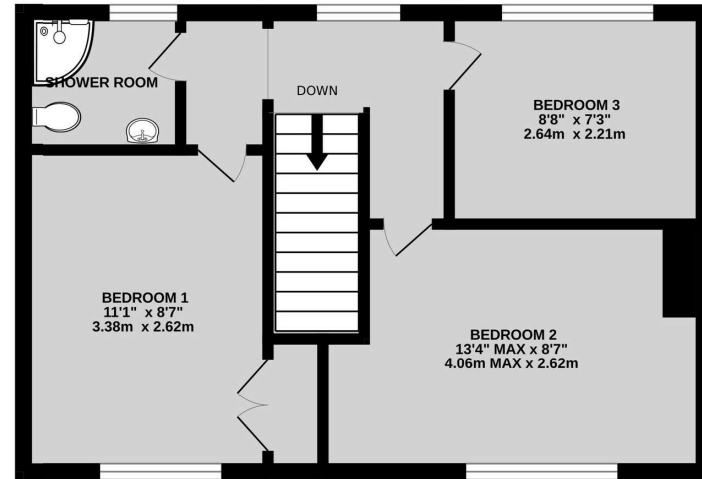 SHOWER ROOM
DOWN
BEDROOM 3
8'8" x 7'3"
2.64m x 2.21m
BEDROOM 1
11'1" x 8'7"
3.38m x 2.62m
BEDROOM 2
13'4" MAX x 8'7"
4.06m MAX x 2.62m